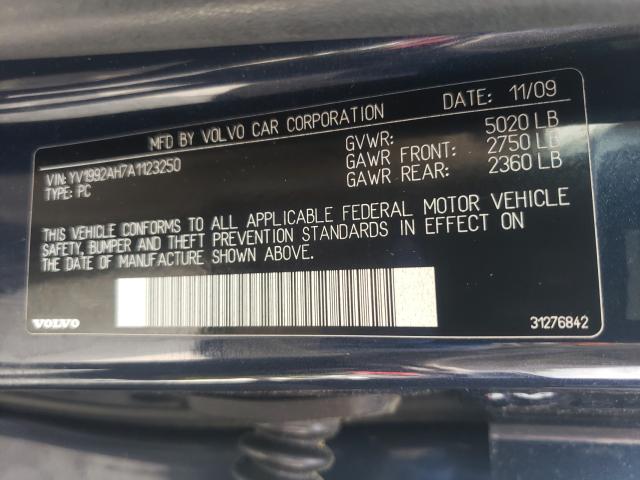 MFD BY VOLVO CAR CORPORATION DATE: 11/09
VIN: YV1992AH7A1123250
TYPE: PC
GVWR: 5020 LB
GAWR FRONT: 2750 LB
GAWR REAR: 2360 LB
THIS VEHICLE CONFORMS TO ALL APPLICABLE FEDERAL MOTOR VEHICLE
SAFETY, BUMPER AND THEFT PREVENTION STANDARDS IN EFFECT ON
THE DATE OF MANUFACTURE SHOWN ABOVE.
VOLVO 31276842